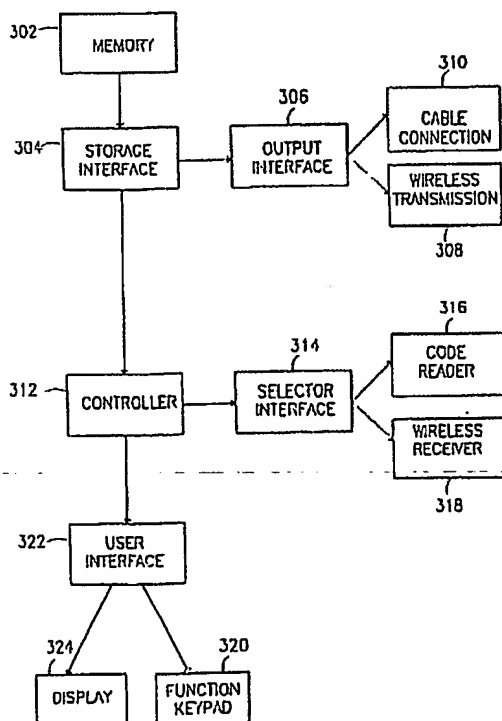 302
MEMORY
310
306
CABLE
CONNECTION
304
STORAGE
INTERFACE
OUTPUT
INTERFACE
WIRELESS
TRANSMISSION
308
316
314
CODE
READER
312
CONTROLLER
SELECTOR
INTERFACE
WIRELESS
RECEIVER
318
322
USER
INTERFACE
324
320
DISPLAY
FUNCTION
KEYPAD